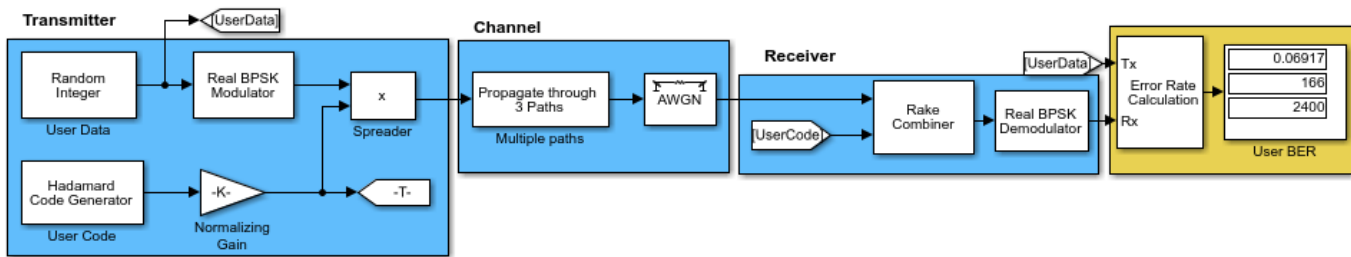 Transmitter
[UserData]
Random
Integer
User Data
Real BPSK
Modulator
x
Spreader
Hadamard
Code Generator
User Code
-K-
Normalizing
Gain
-T-
Channel
Propagate through
3 Paths
Multiple paths
AWGN
Receiver
[UserCode]
Rake
Combiner
Real BPSK
Demodulator
[UserData]
Tx
Rx
Error Rate
Calculation
0.06917
166
2400
User BER